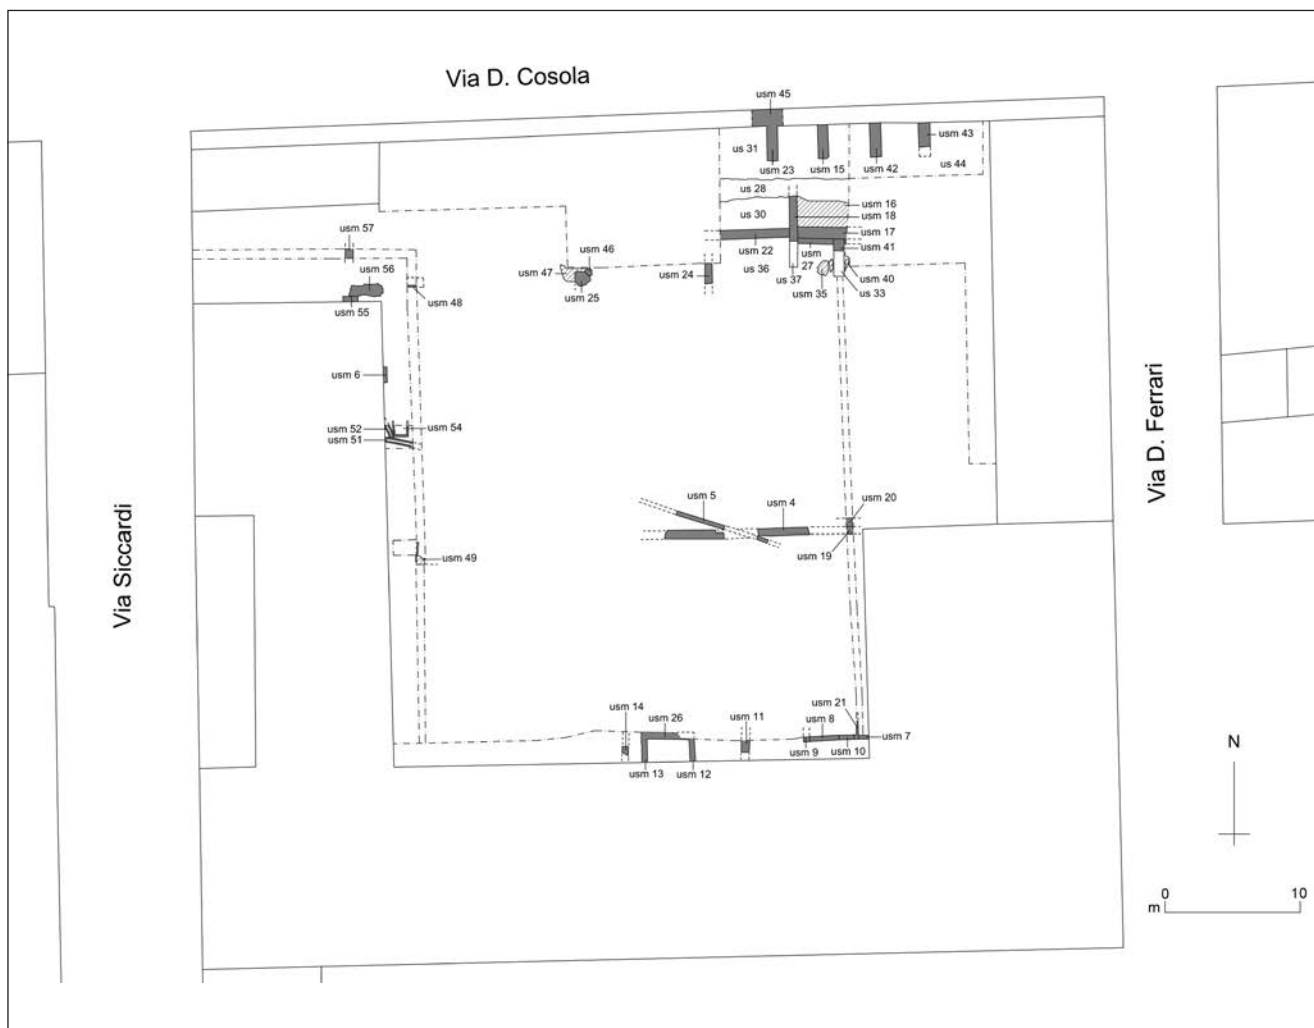 Via D. Cosola
usm 45
us 31
usm 43
usm 23
usm 15
usm 42
us 44
us 28
usm 16
usm 18
us 30
usm 17
usm 57
usm 22
usm
usm 41
usm 46
us 36
27
usm 56
usm 47
usm 24
us 37
usm 40
usm 25
usm 35
us 33
usm 48
usm 55
usm 6
usm 52
usm 54
usm 51
Via D. Ferrari
usm 5
usm 4
usm 20
Via Siccardi
usm 19
usm 49
usm 21
usm 14
usm 26
usm 11
usm 8
usm 7
usm 9
usm 10
usm 13
usm 12
N
0
10
m